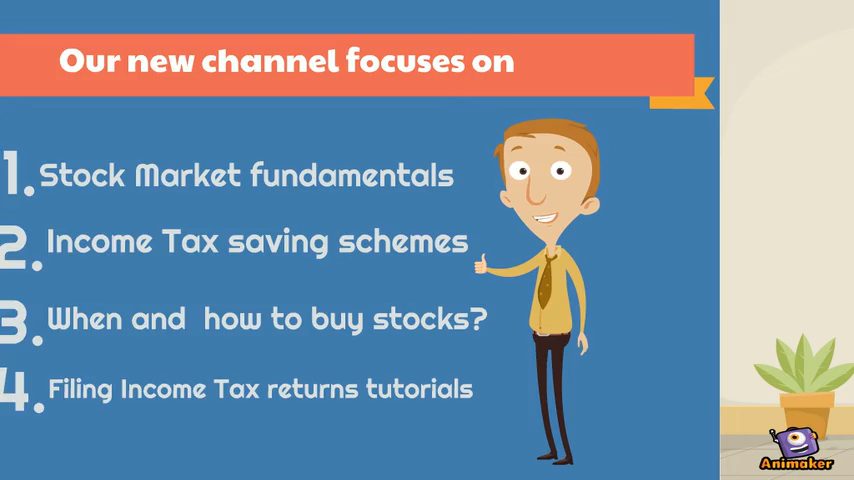 Our new channel focuses on
1. Stock Market fundamentals
2. Income Tax saving schemes
3. When and how to buy stocks?
4. Filing Income Tax returns tutorials
Animaker